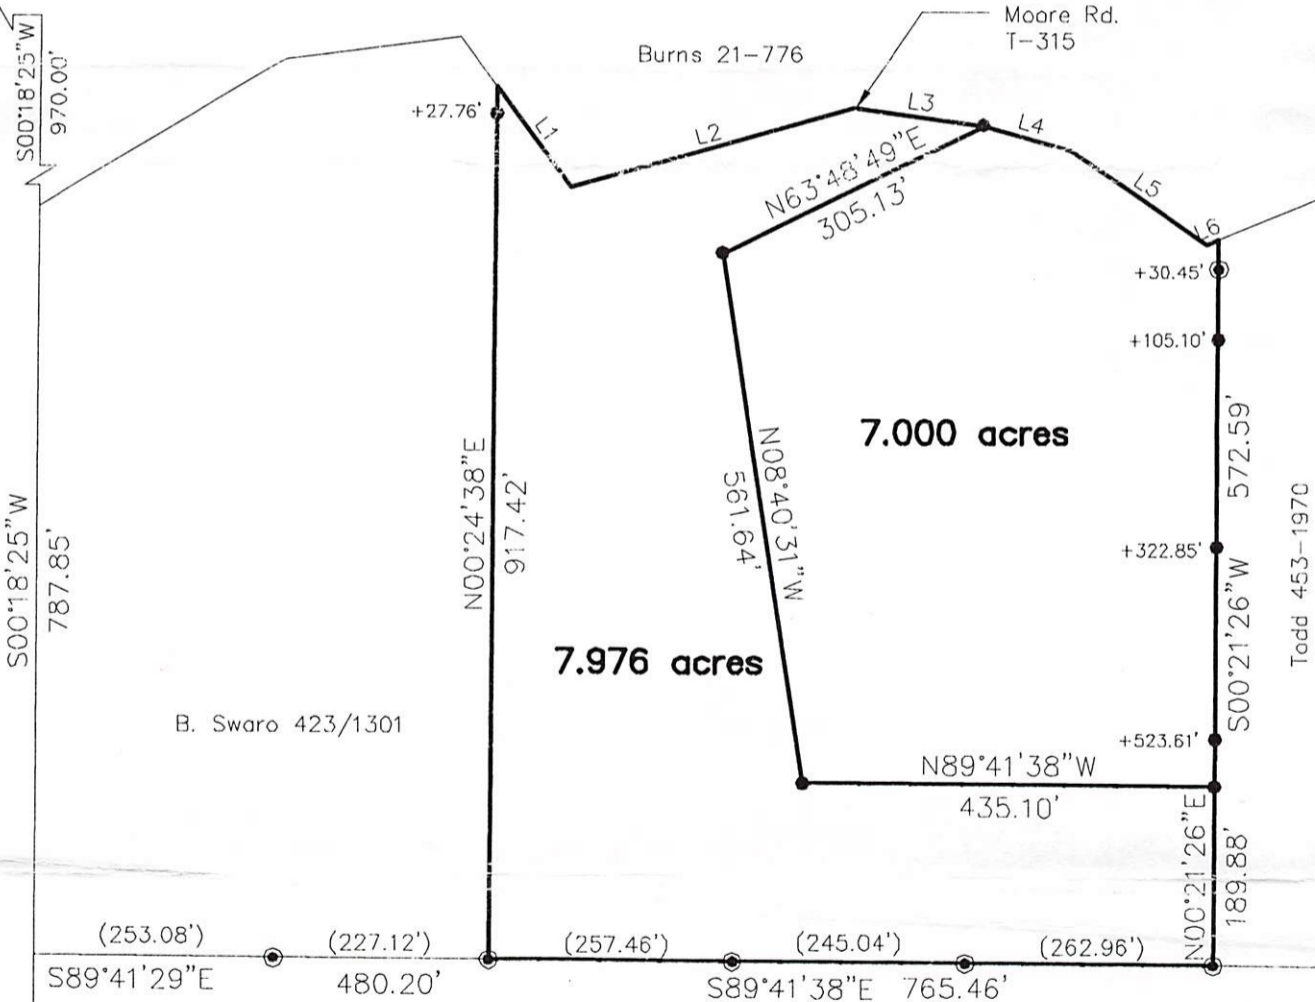 S00°18'25"W
970.00'
Burns 21-776
Moore Rd.
T-315
+27.76'
L1
L2
L3
L4
L5
L6
N63°48'49"E
305.13'
+30.45'
+105.10'
7.000 acres
572.59'
S00°21'26"W
N08°40'31"W
561.64'
N00°24'38"E
917.42'
S00°18'25"W
787.85'
+322.85'
Todd 453-1970
7.976 acres
B. Swaro 423/1301
+523.61'
N89°41'38"W
435.10'
N00°21'26"E
189.88'
(253.08')
(227.12')
(257.46')
(245.04')
(262.96')
S89°41'29"E
480.20'
S89°41'38"E
765.46'